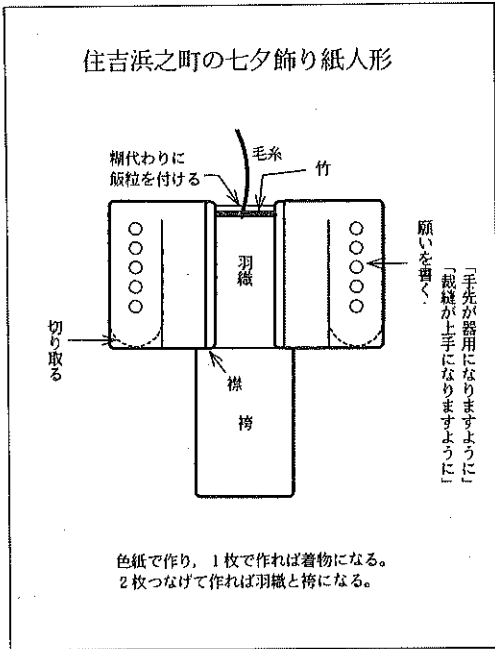 住吉浜之町の七夕飾り紙人形
毛糸
糊代わりに
飯粒を付ける
竹
羽織
願いを書く
「手先が器用になりますように」
「裁縫が上手になりますように」
切り取る
襟
袴
色紙で作り，1枚で作れば着物になる。
2枚つなげて作れば羽織と袴になる。